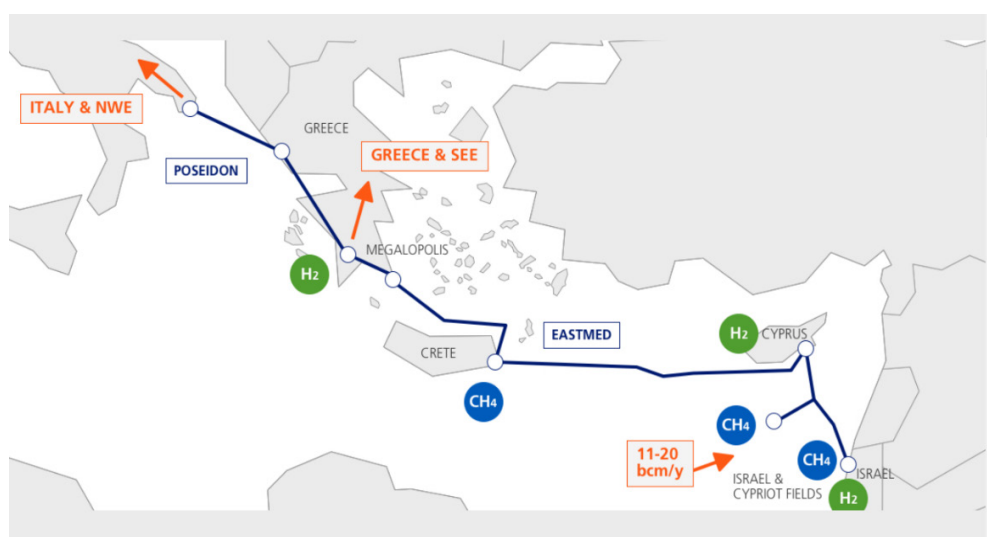 ITALY & NWE
GREECE
POSEIDON
GREECE & SEE
MEGALOPOLIS
H2
EASTMED
CRETE
H2
CYPRUS
CH4
CH4
11-20
bcm/y
CH4
ISRAEL
ISRAEL &
CYPRIOT FIELDS
H2